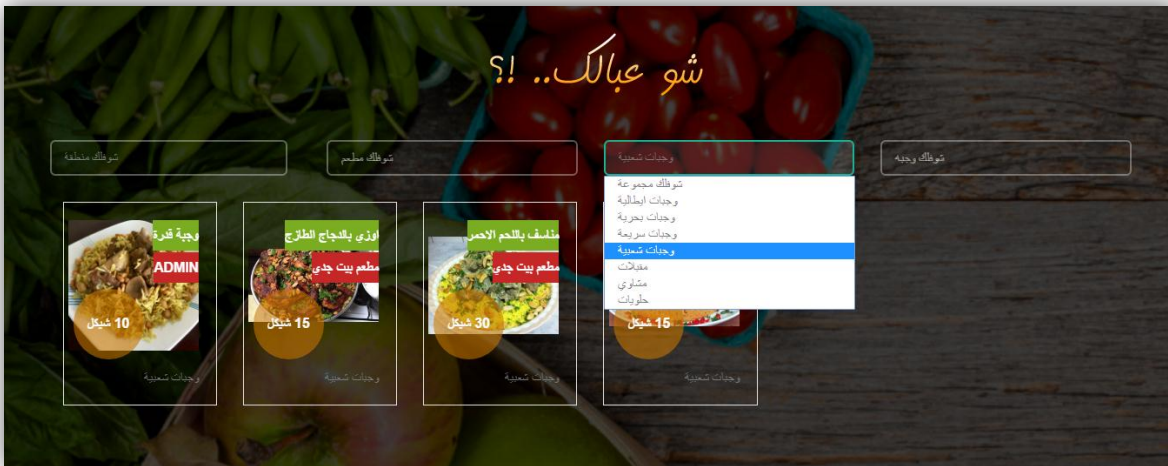 شو عبالك.. !؟
شوفلك منطقة
شوفلك مطعم
وجبات شعبية
شوفلك وجبه
شوفلك مجموعة
وجبات ايطالية
وجبات بحرية
وجبات سريعة
وجبات شعبية
مقبلات
مشاوي
حلويات
وجبة قدرة
ADMIN
10 شيكل
وجبات شعبية
اوزي بالدجاج الطازج
مطعم بيت جدي
15 شيكل
وجبات شعبية
مناسف باللحم الاحمر
مطعم بيت جدي
30 شيكل
وجبات شعبية
15 شيكل
وجبات شعبية